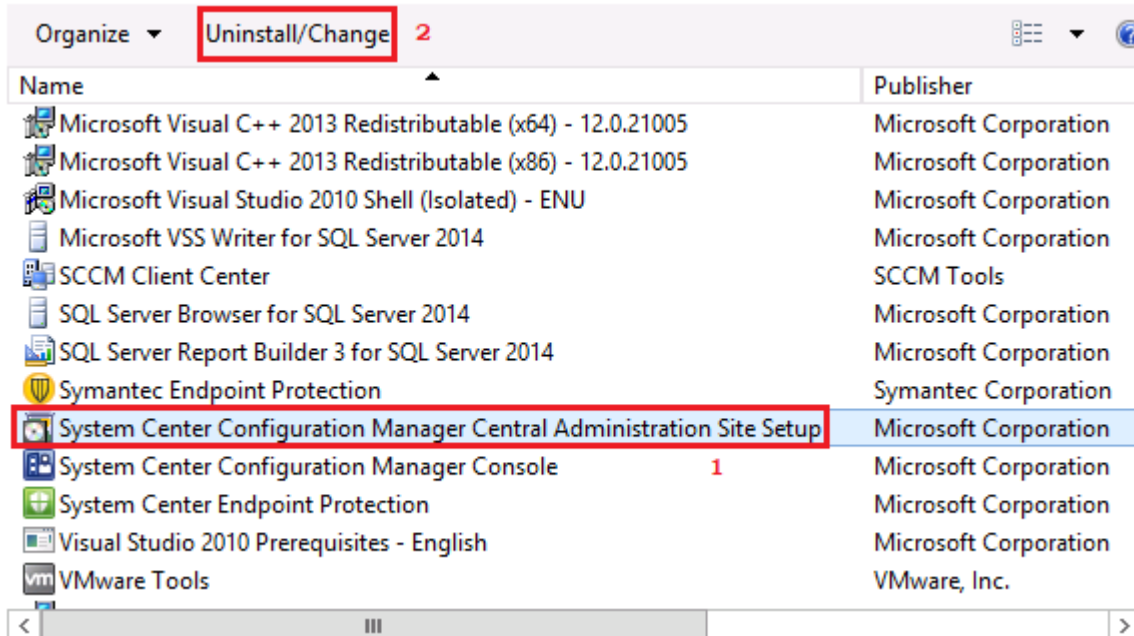 Organize Uninstall/Change 2
Name Publisher
Microsoft Visual C++ 2013 Redistributable (x64) - 12.0.21005 Microsoft Corporation
Microsoft Visual C++ 2013 Redistributable (x86) - 12.0.21005 Microsoft Corporation
Microsoft Visual Studio 2010 Shell (Isolated) - ENU Microsoft Corporation
Microsoft VSS Writer for SQL Server 2014 Microsoft Corporation
SCCM Client Center SCCM Tools
SQL Server Browser for SQL Server 2014 Microsoft Corporation
SQL Server Report Builder 3 for SQL Server 2014 Microsoft Corporation
Symantec Endpoint Protection Symantec Corporation
System Center Configuration Manager Central Administration Site Setup Microsoft Corporation
System Center Configuration Manager Console 1 Microsoft Corporation
System Center Endpoint Protection Microsoft Corporation
Visual Studio 2010 Prerequisites - English Microsoft Corporation
vm VMware Tools VMware, Inc.